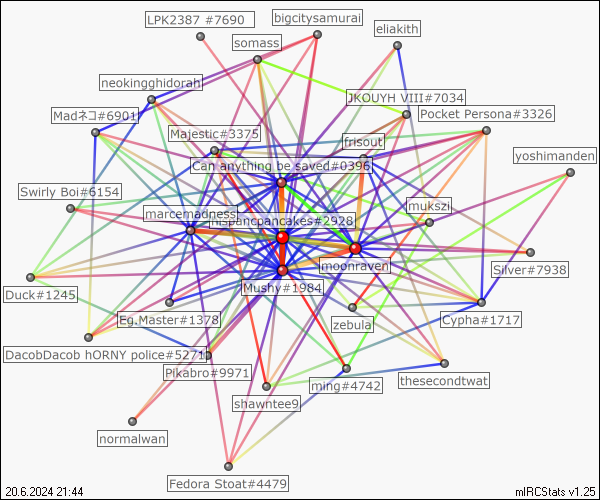 LPK2387 #7690
bigcitysamurai
eliakith
somass
neokingghidorah
JKOUYH VIII#7034
Madネコ#6901
Pocket Persona#3326
Majestic#3375
frisout
yoshimanden
Can anything be saved#0396
Swirly Boi#6154
mukszi
marcemadness
pancpancakes#2928
moonraven
Silver#7938
Mushy#1984
Duck#1245
Eg.Master#1378
Cypha#1717
zebula
DacobDacob hORNY police#5271
Pikabro#9971
ming#4742
thesecondtwat
shawntee9
normalwan
Fedora Stoat#4479
20.6.2024 21:44
mIRCStats v1.25